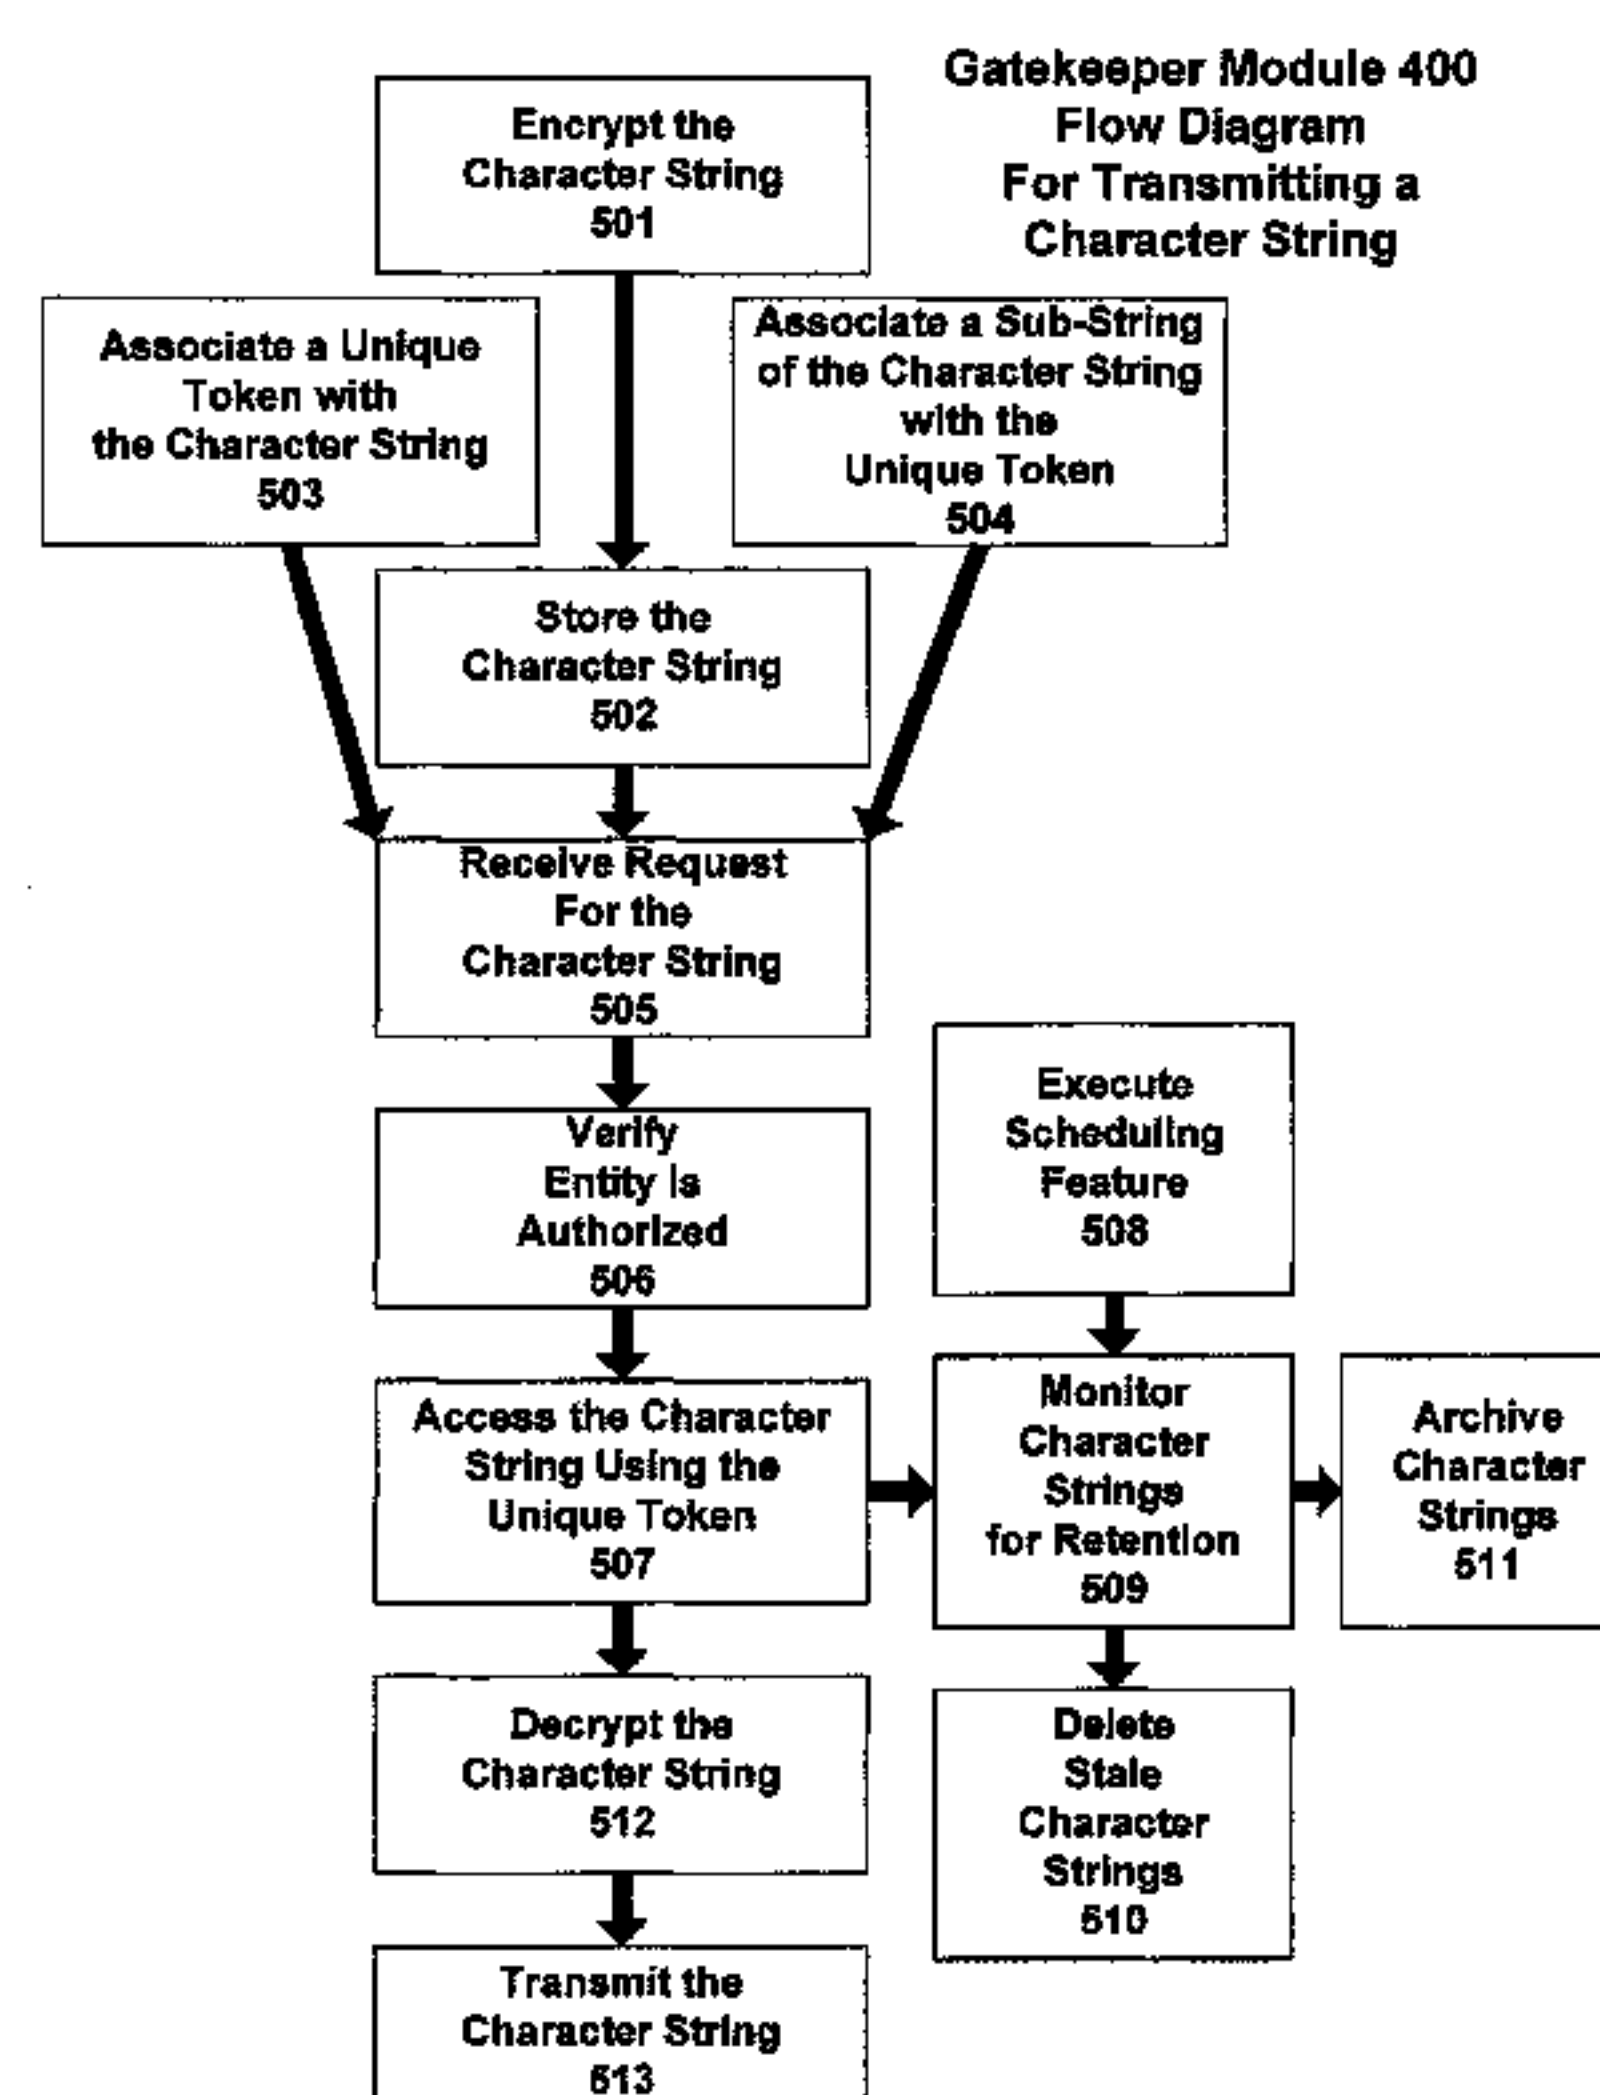 Gatekeeper Module 400
Flow Diagram
For Transmitting a
Character String
Encrypt the
Character String
501
Associate a Unique
Token with
the Character String
503
Associate a Sub-String
of the Character String
with the
Unique Token
504
Store the
Character String
502
Receive Request
For the
Character String
505
Verify
Entity is
Authorized
506
Execute
Scheduling
Feature
508
Access the Character
String Using the
Unique Token
507
Monitor
Character
Strings
for Retention
509
Archive
Character
Strings
511
Decrypt the
Character String
512
Delete
Stale
Character
Strings
510
Transmit the
Character String
513